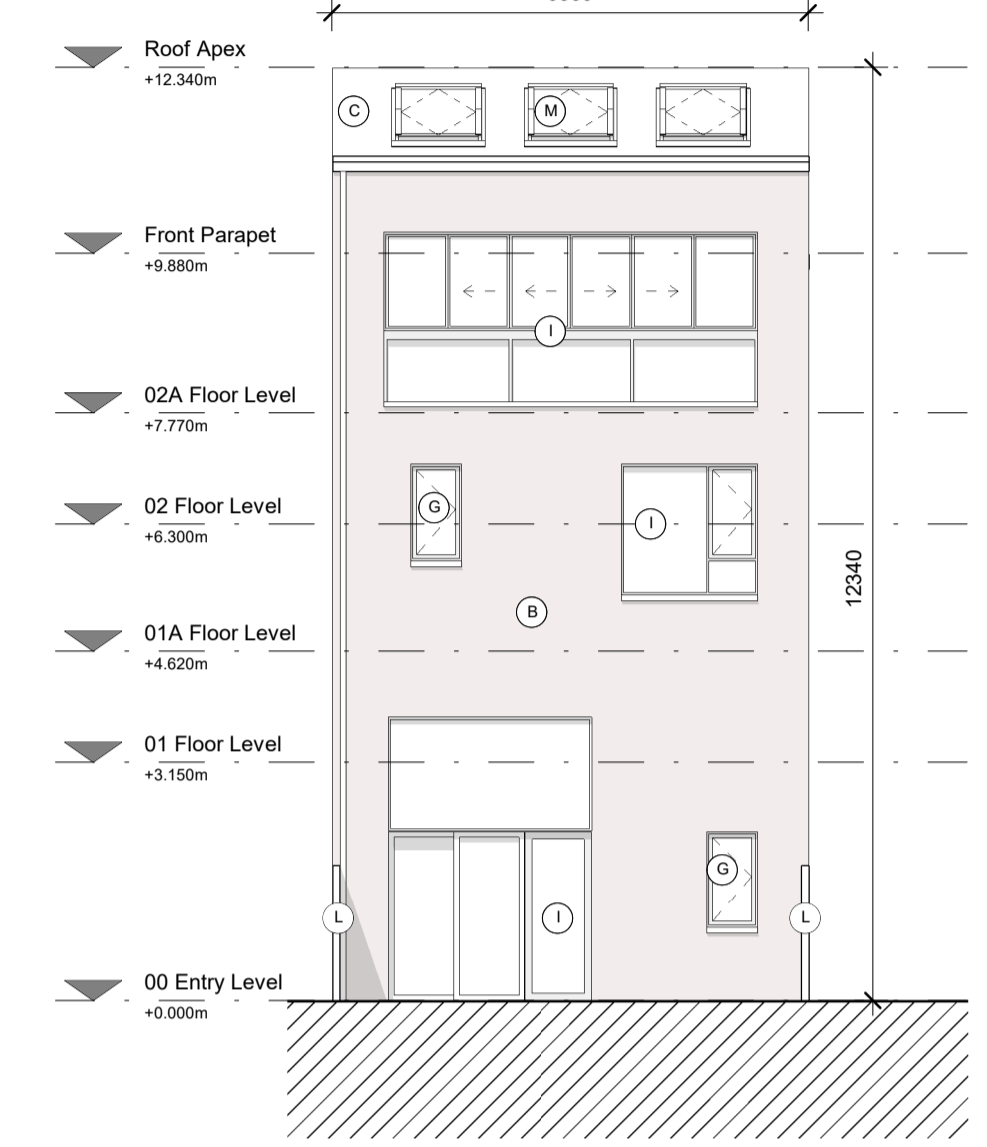 Roof Apex
+12.340m
C
M
Front Parapet
+9.880m
I
02A Floor Level
+7.770m
02 Floor Level
+6.300m
G
I
12340
B
01A Floor Level
+4.620m
01 Floor Level
+3.150m
G
L
I
L
00 Entry Level
+0.000m